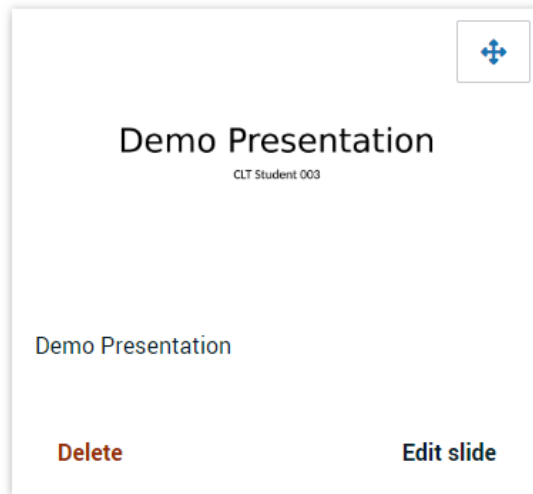 Demo Presentation
CLT Student 003
Demo Presentation
Delete
Edit slide